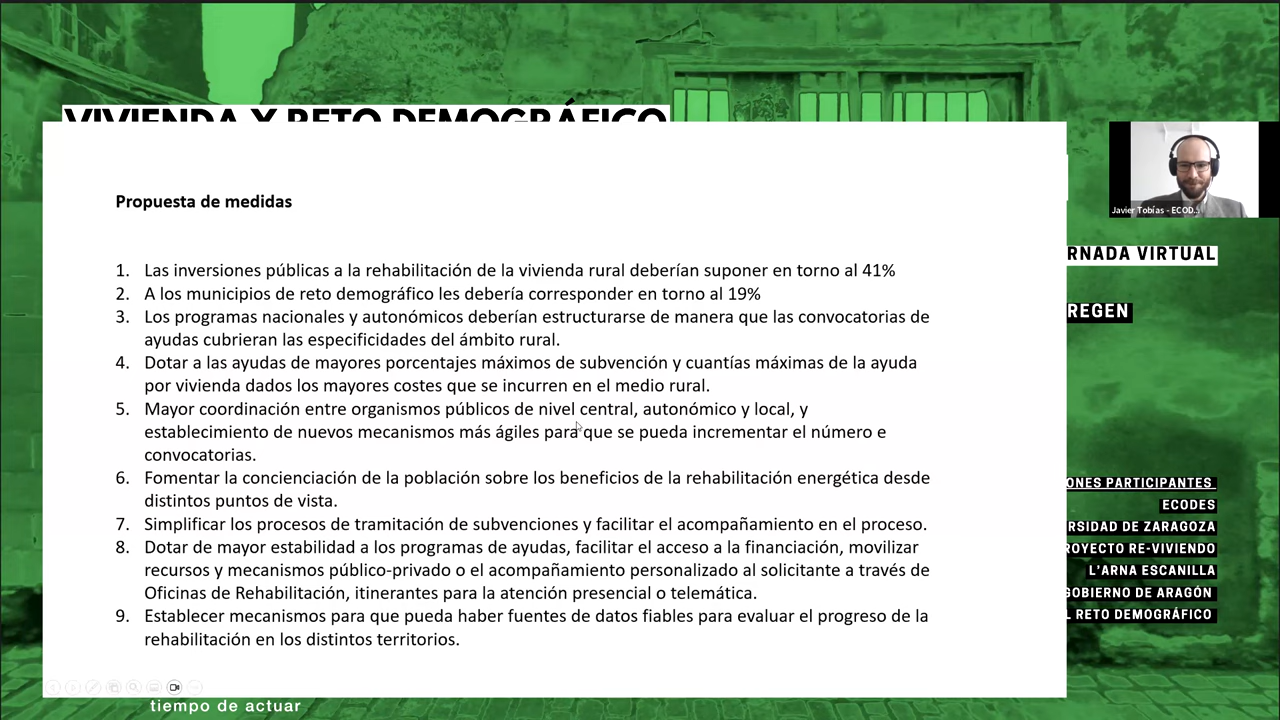 VIVIENDA Y RETO DEMOGRÁFICO
Propuesta de medidas
1. Las inversiones públicas a la rehabilitación de la vivienda rural deberían suponer en torno al 41%
2. A los municipios de reto demográfico les debería corresponder en torno al 19%
3. Los programas nacionales y autonómicos deberían estructurarse de manera que las convocatorias de
ayudas cubrieran las especificidades del ámbito rural.
4. Dotar a las ayudas de mayores porcentajes máximos de subvención y cuantías máximas de la ayuda
por vivienda dados los mayores costes que se incurren en el medio rural.
5. Mayor coordinación entre organismos públicos de nivel central, autonómico y local, y
establecimiento de nuevos mecanismos más ágiles para que se pueda incrementar el número e
convocatorias.
6. Fomentar la concienciación de la población sobre los beneficios de la rehabilitación energética desde
distintos puntos de vista.
7. Simplificar los procesos de tramitación de subvenciones y facilitar el acompañamiento en el proceso.
8. Dotar de mayor estabilidad a los programas de ayudas, facilitar el acceso a la financiación, movilizar
recursos y mecanismos público-privado o el acompañamiento personalizado al solicitante a través de
Oficinas de Rehabilitación, itinerantes para la atención presencial o telemática.
9. Establecer mecanismos para que pueda haber fuentes de datos fiables para evaluar el progreso de la
rehabilitación en los distintos territorios.
Javier Tobías - ECOD...
RNADA VIRTUAL
REGEN
ONES PARTICIPANTES
ECODES
RSIDAD DE ZARAGOZA
ROYECTO RE-VIVIENDO
L'ARNA ESCANILLA
GOBIERNO DE ARAGÓN
L RETO DEMOGRÁFICO
tiempo de actuar